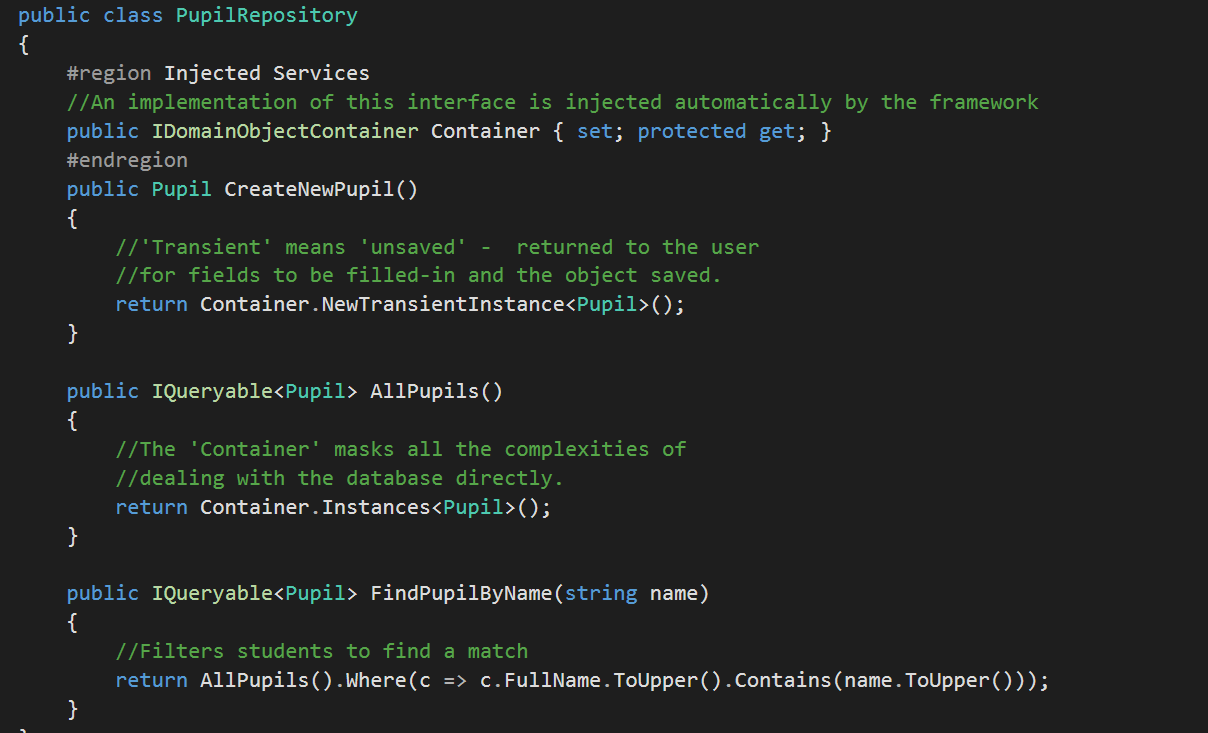 public class PupilRepository
{
    #region Injected Services
    //An implementation of this interface is injected automatically by the framework
    public IDomainObjectContainer Container { set; protected get; }
    #endregion
    public Pupil CreateNewPupil()
    {
        //'Transient' means 'unsaved' -  returned to the user
        //for fields to be filled-in and the object saved.
        return Container.NewTransientInstance<Pupil>();
    }

    public IQueryable<Pupil> AllPupils()
    {
        //The 'Container' masks all the complexities of
        //dealing with the database directly.
        return Container.Instances<Pupil>();
    }

    public IQueryable<Pupil> FindPupilByName(string name)
    {
        //Filters students to find a match
        return AllPupils().Where(c => c.FullName.ToUpper().Contains(name.ToUpper()));
    }